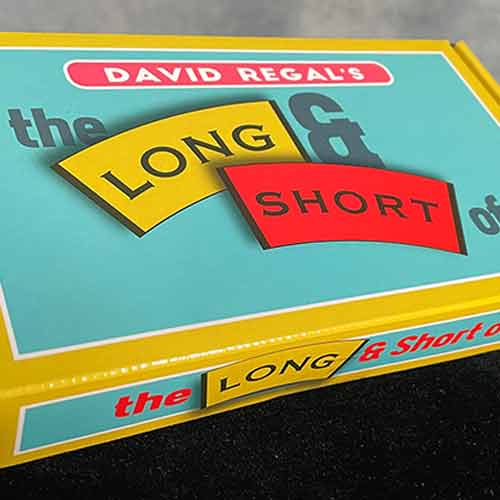 DAVID REGAL'S
the LONG &
SHORT of
the LONG & Short o